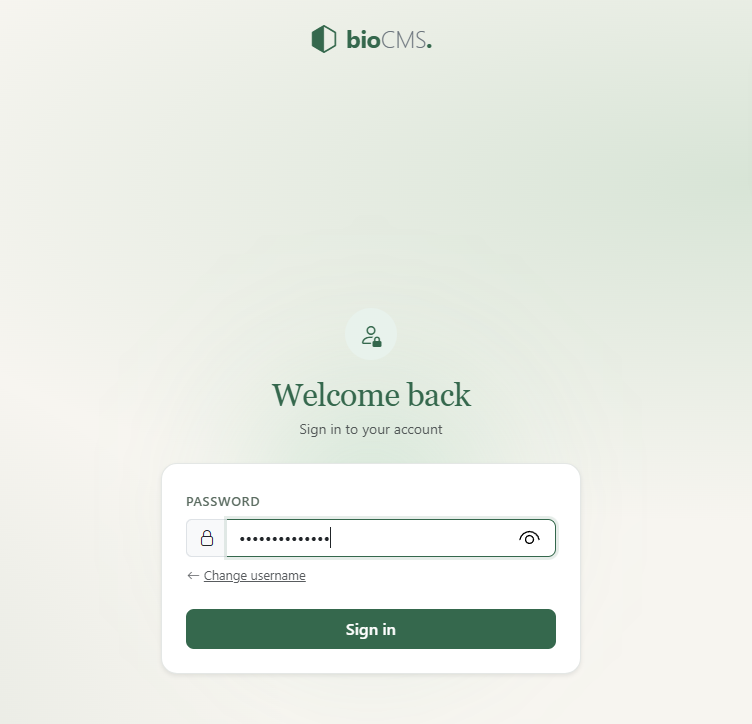 bioCMS.
Welcome back
Sign in to your account
PASSWORD
••••••••••••••
← Change username
Sign in